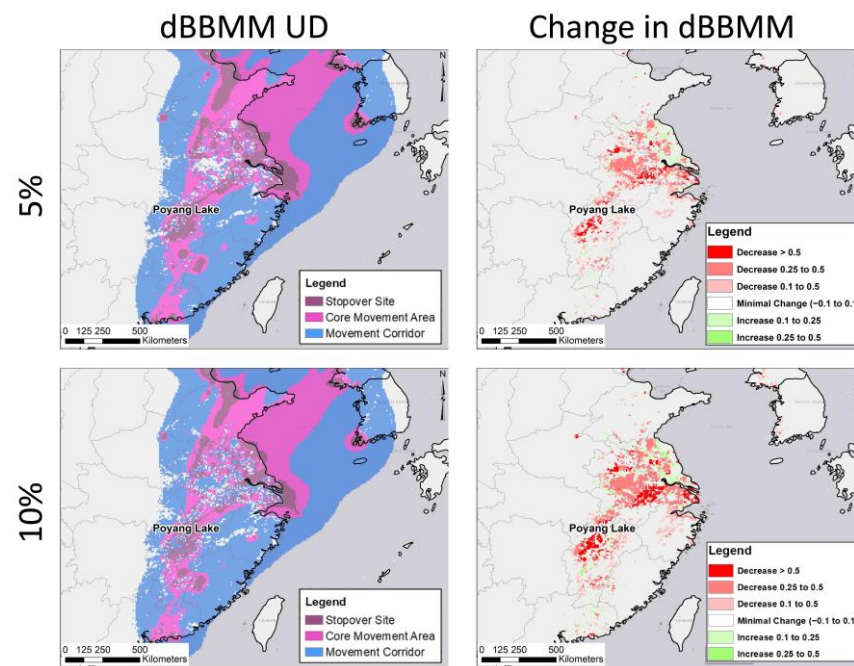 dBBMM UD
Change in dBBMM
5%
N
Poyang Lake
Legend
Stopover Site
Core Movement Area
Movement Corridor
0 125 250 500
Kilometers
N
Poyang Lake
Legend
Decrease > 0.5
Decrease 0.25 to 0.5
Decrease 0.1 to 0.5
Minimal Change (−0.1 to 0.1
Increase 0.1 to 0.25
Increase 0.25 to 0.5
0 125 250 500
Kilometers
10%
N
Poyang Lake
Legend
Stopover Site
Core Movement Area
Movement Corridor
0 125 250 500
Kilometers
N
Poyang Lake
Legend
Decrease > 0.5
Decrease 0.25 to 0.5
Decrease 0.1 to 0.5
Minimal Change (−0.1 to 0.1
Increase 0.1 to 0.25
Increase 0.25 to 0.5
0 125 250 500
Kilometers